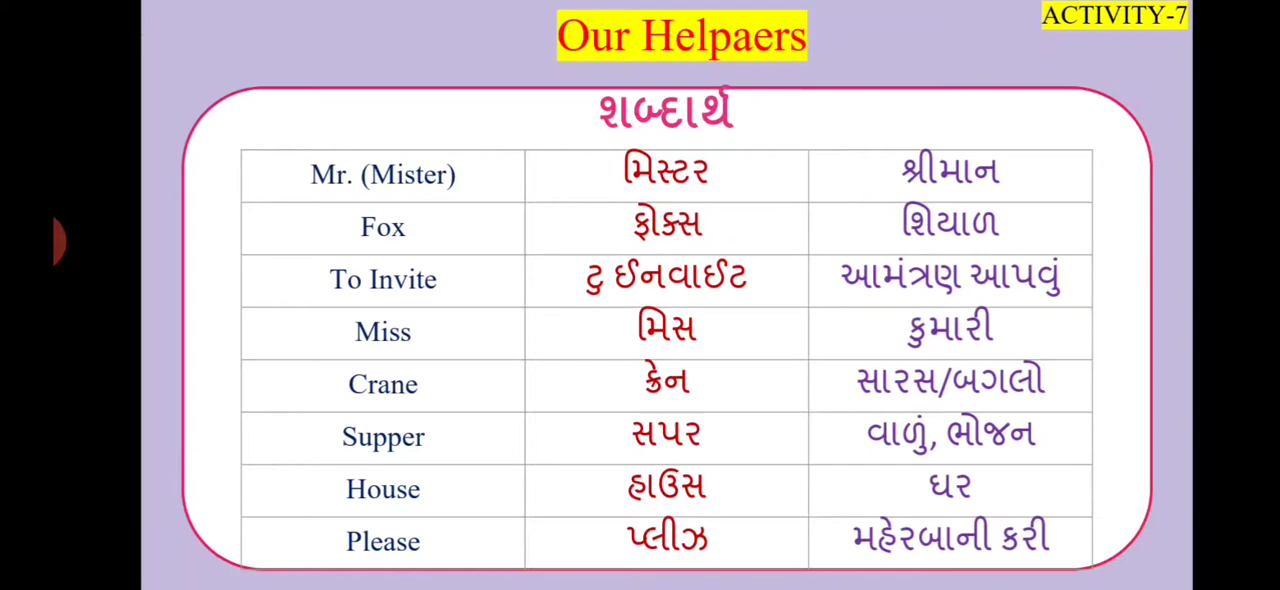 ACTIVITY-7
Our Helpaers
શબ્દાર્થ
Mr. (Mister) મિસ્ટર શ્રીમાન
Fox ફોક્સ શિયાળ
To Invite ટુ ઈનવાઈટ આમંત્રણ આપવું
Miss મિસ કુમારી
Crane ક્રેન સારસ/બગલો
Supper સપર વાળું, ભોજન
House હાઉસ ઘર
Please પ્લીઝ મહેરબાની કરી